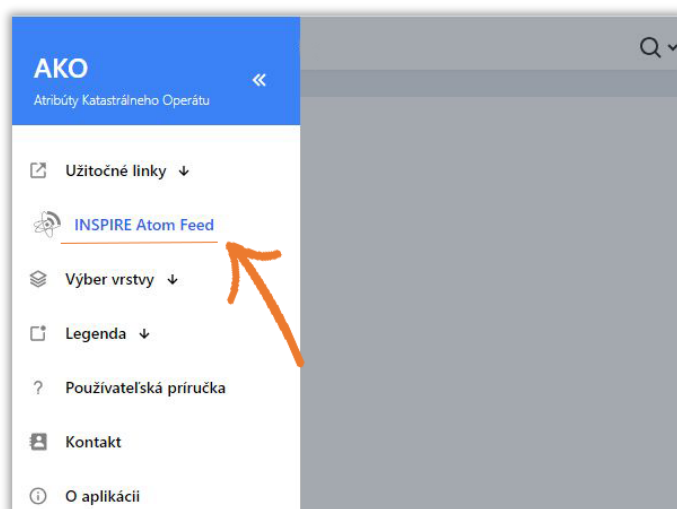 AKO
Atribúty Katastrálneho Operátu
Užitočné linky
INSPIRE Atom Feed
Výber vrstvy
Legenda
Používateľská príručka
Kontakt
O aplikácii